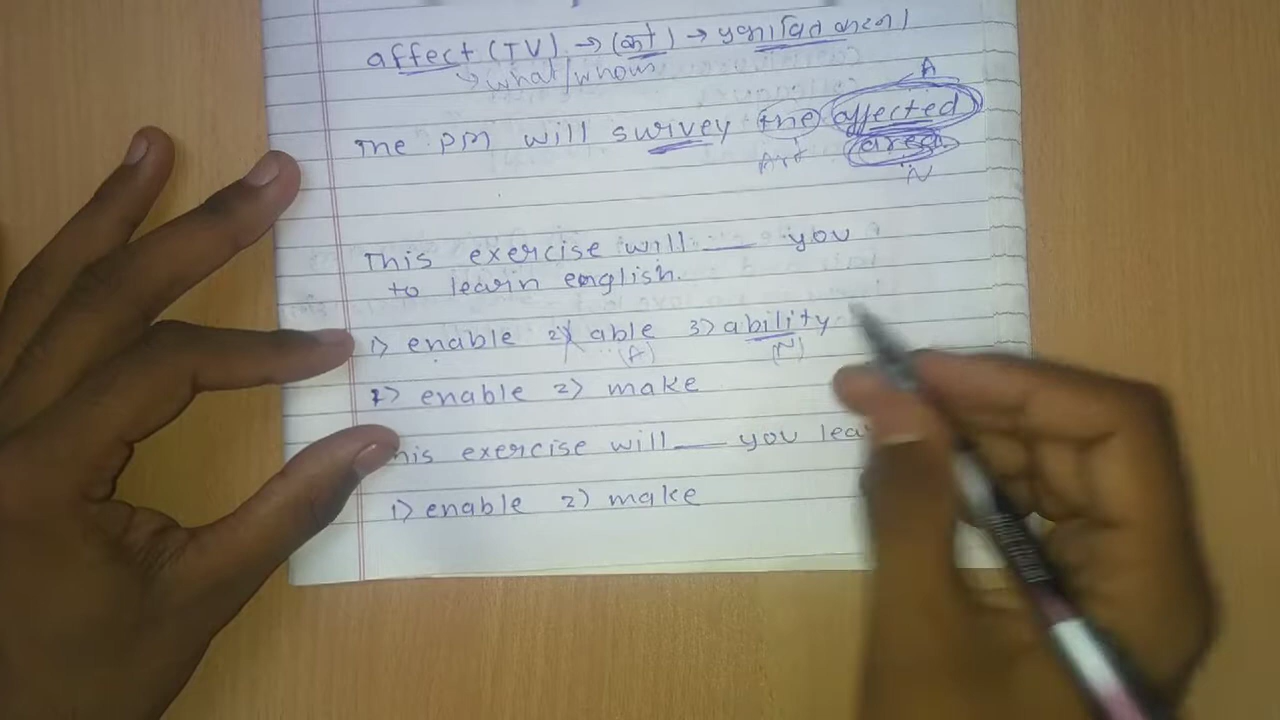 affect (TV) → (कर्ता) → प्रभावित करना।
→ what/whom
A
The PM will survey the affected
Art area.
N
This exercise will ___ you
to learn english.
1) enable 2) able 3) ability
(A) (N)
1) enable 2) make
his exercise will ___ you lea
1) enable 2) make